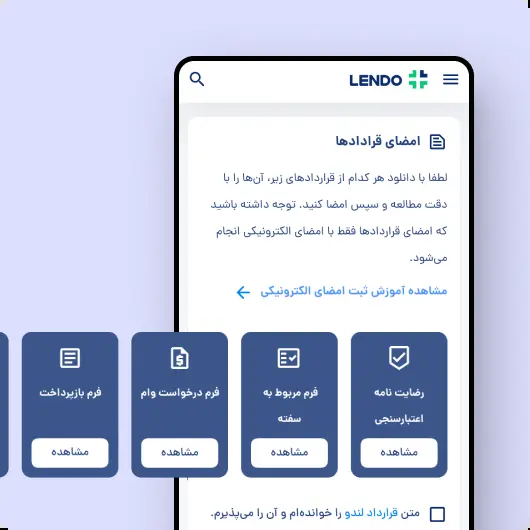 LENDO
امضای قرادادها
لطفا با دانلود هر کدام از قراردادهای زیر، آن‌ها را با
دقت مطالعه و سپس امضا کنید. توجه داشته باشید
که امضای قراردادها فقط با امضای الکترونیکی انجام
می‌شود.
مشاهده آموزش ثبت امضای الکترونیکی
رضایت نامه
اعتبارسنجی
مشاهده
فرم مربوط به
سفته
مشاهده
فرم درخواست وام
مشاهده
فرم بازپرداخت
مشاهده
متن قرارداد لندو را خوانده‌ام و آن را می‌پذیرم.